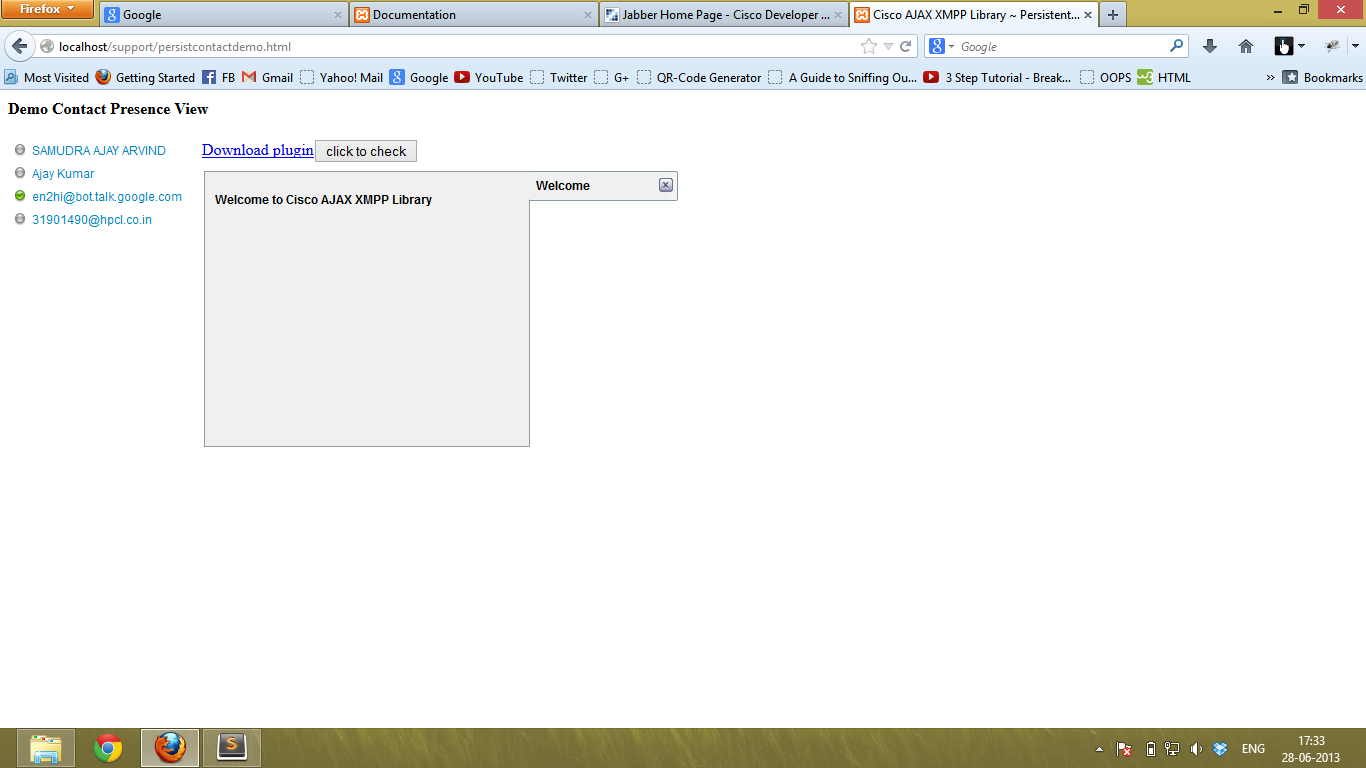 Firefox
Google
Documentation
Jabber Home Page - Cisco Developer ...
Cisco AJAX XMPP Library ~ Persistent...
localhost/support/persistcontactdemo.html
Google
Most Visited Getting Started FB Gmail Yahoo! Mail Google YouTube Twitter G+ QR-Code Generator A Guide to Sniffing Ou... 3 Step Tutorial - Break... OOPS HTML » Bookmarks
Demo Contact Presence View
SAMUDRA AJAY ARVIND
Ajay Kumar
en2hi@bot.talk.google.com
31901490@hpcl.co.in
Download plugin click to check
Welcome
Welcome to Cisco AJAX XMPP Library
ENG
17:33
28-06-2013